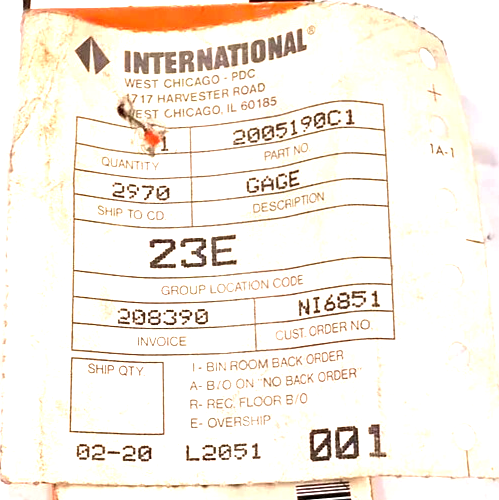 INTERNATIONAL®
WEST CHICAGO - PDC
1717 HARVESTER ROAD
WEST CHICAGO, IL 60185
1 2005190C1
QUANTITY PART NO
1A-1
2970 GAGE
SHIP TO CD. DESCRIPTION
23E
GROUP LOCATION CODE
208390 NI6851
INVOICE CUST. ORDER NO.
SHIP QTY. I - BIN ROOM BACK ORDER
A- B/O ON "NO BACK ORDER"
R- REC. FLOOR B/O
E- OVERSHIP
02-20 L2051 001